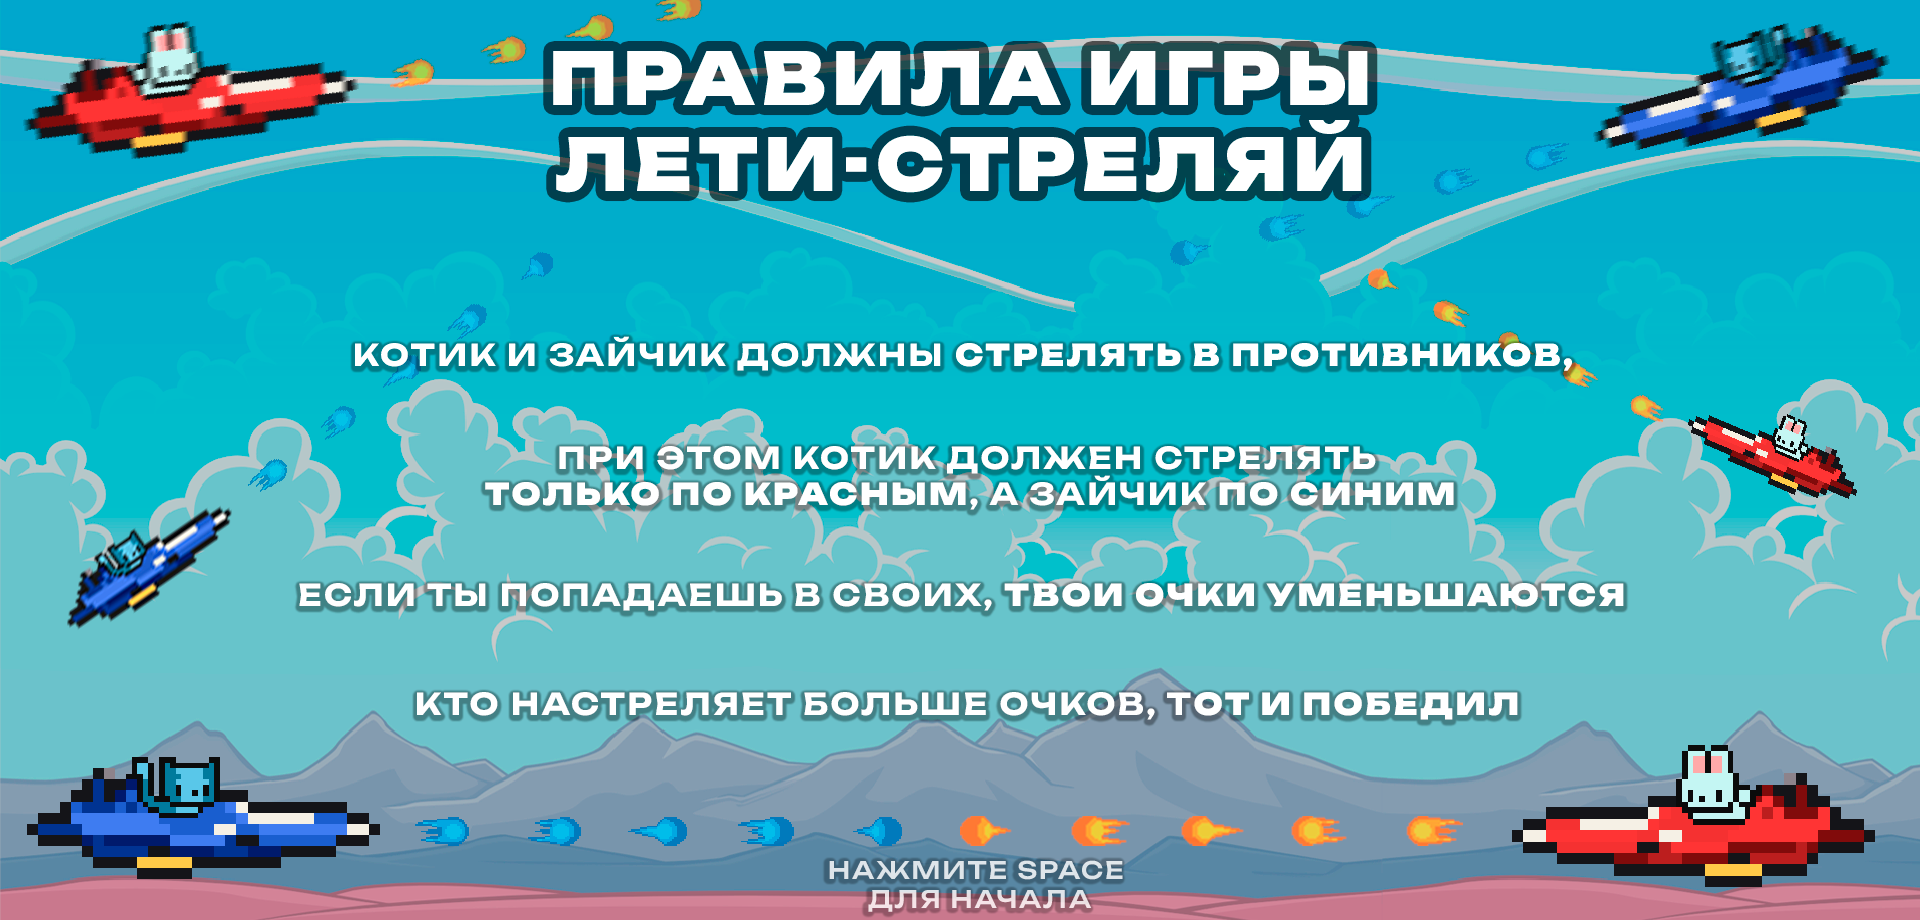 ПРАВИЛА ИГРЫ
ЛЕТИ-СТРЕЛЯЙ
КОТИК И ЗАЙЧИК ДОЛЖНЫ СТРЕЛЯТЬ В ПРОТИВНИКОВ,
ПРИ ЭТОМ КОТИК ДОЛЖЕН СТРЕЛЯТЬ
ТОЛЬКО ПО КРАСНЫМ, А ЗАЙЧИК ПО СИНИМ
ЕСЛИ ТЫ ПОПАДАЕШЬ В СВОИХ, ТВОИ ОЧКИ УМЕНЬШАЮТСЯ
КТО НАСТРЕЛЯЕТ БОЛЬШЕ ОЧКОВ, ТОТ И ПОБЕДИЛ
НАЖМИТЕ SPACE
ДЛЯ НАЧАЛА